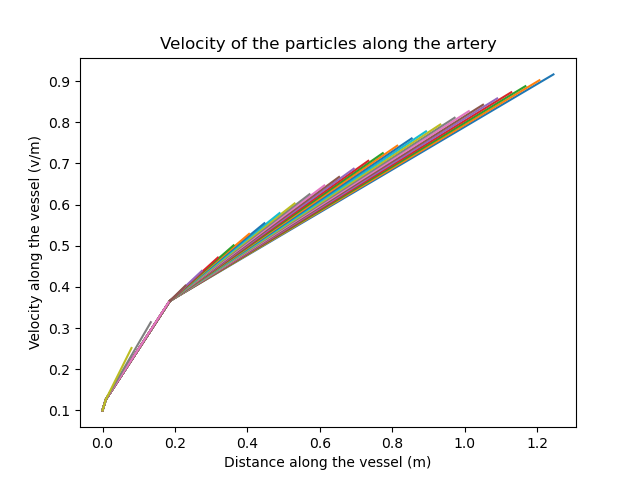 Velocity of the particles along the artery
Velocity along the vessel (v/m)
0.9
0.8
0.7
0.6
0.5
0.4
0.3
0.2
0.1
0.0 0.2 0.4 0.6 0.8 1.0 1.2
Distance along the vessel (m)